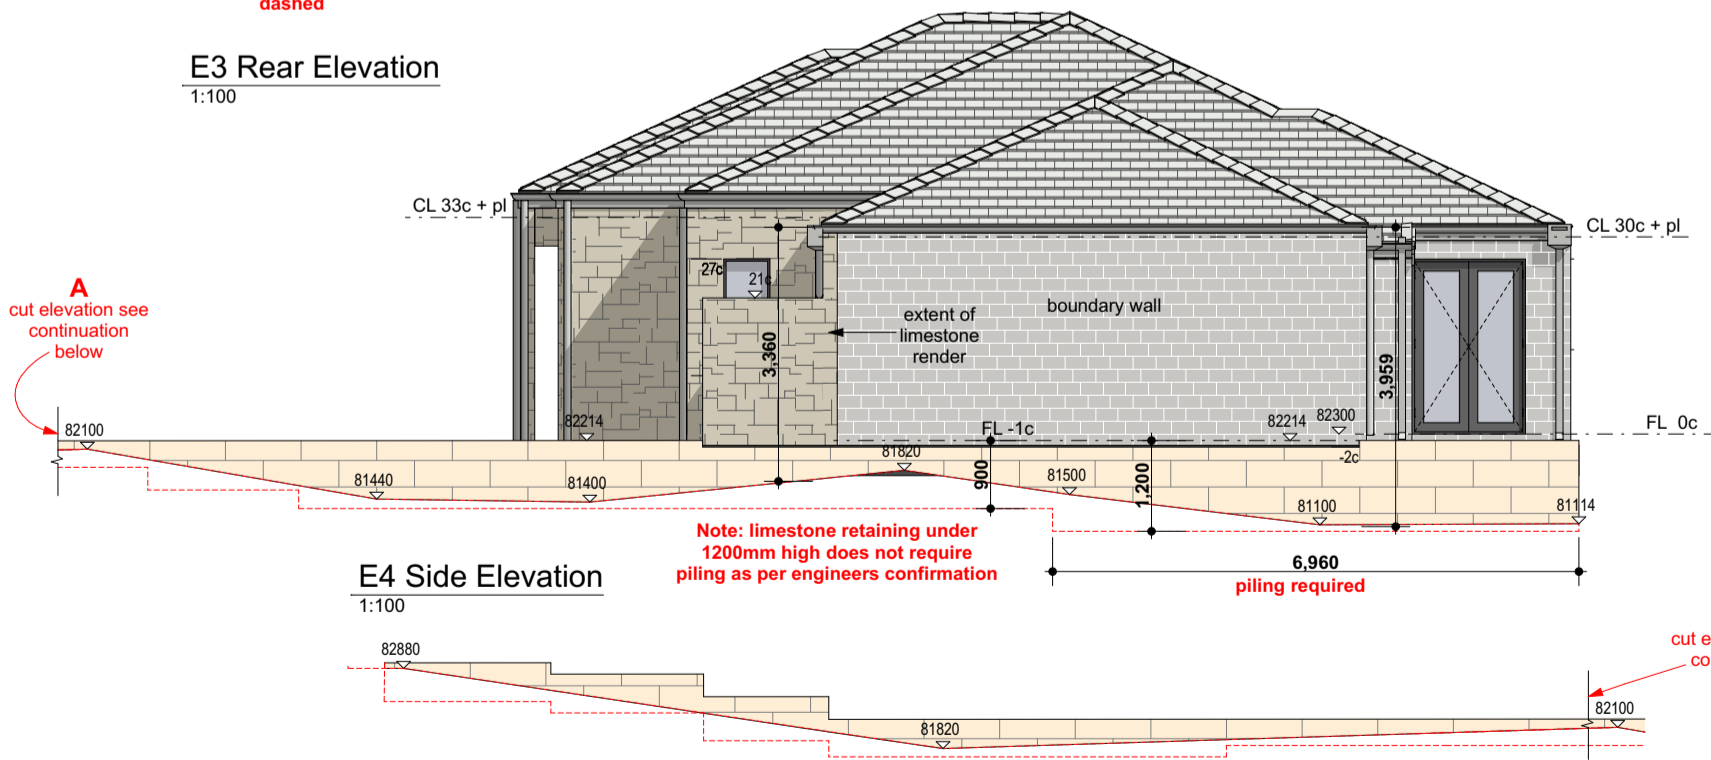 dashed
E3 Rear Elevation
1:100
CL 33c + pl
CL 30c + pl
27c
21c
A
cut elevation see
continuation
below
extent of
limestone
render
boundary wall
3,360
3,959
82100
82214
FL -1c
82214
82300
FL 0c
-2c
81820
81440
81400
900
81500
1,200
81100
81114
Note: limestone retaining under
1200mm high does not require
piling as per engineers confirmation
6,960
piling required
E4 Side Elevation
1:100
82880
81820
82100
cut e
co